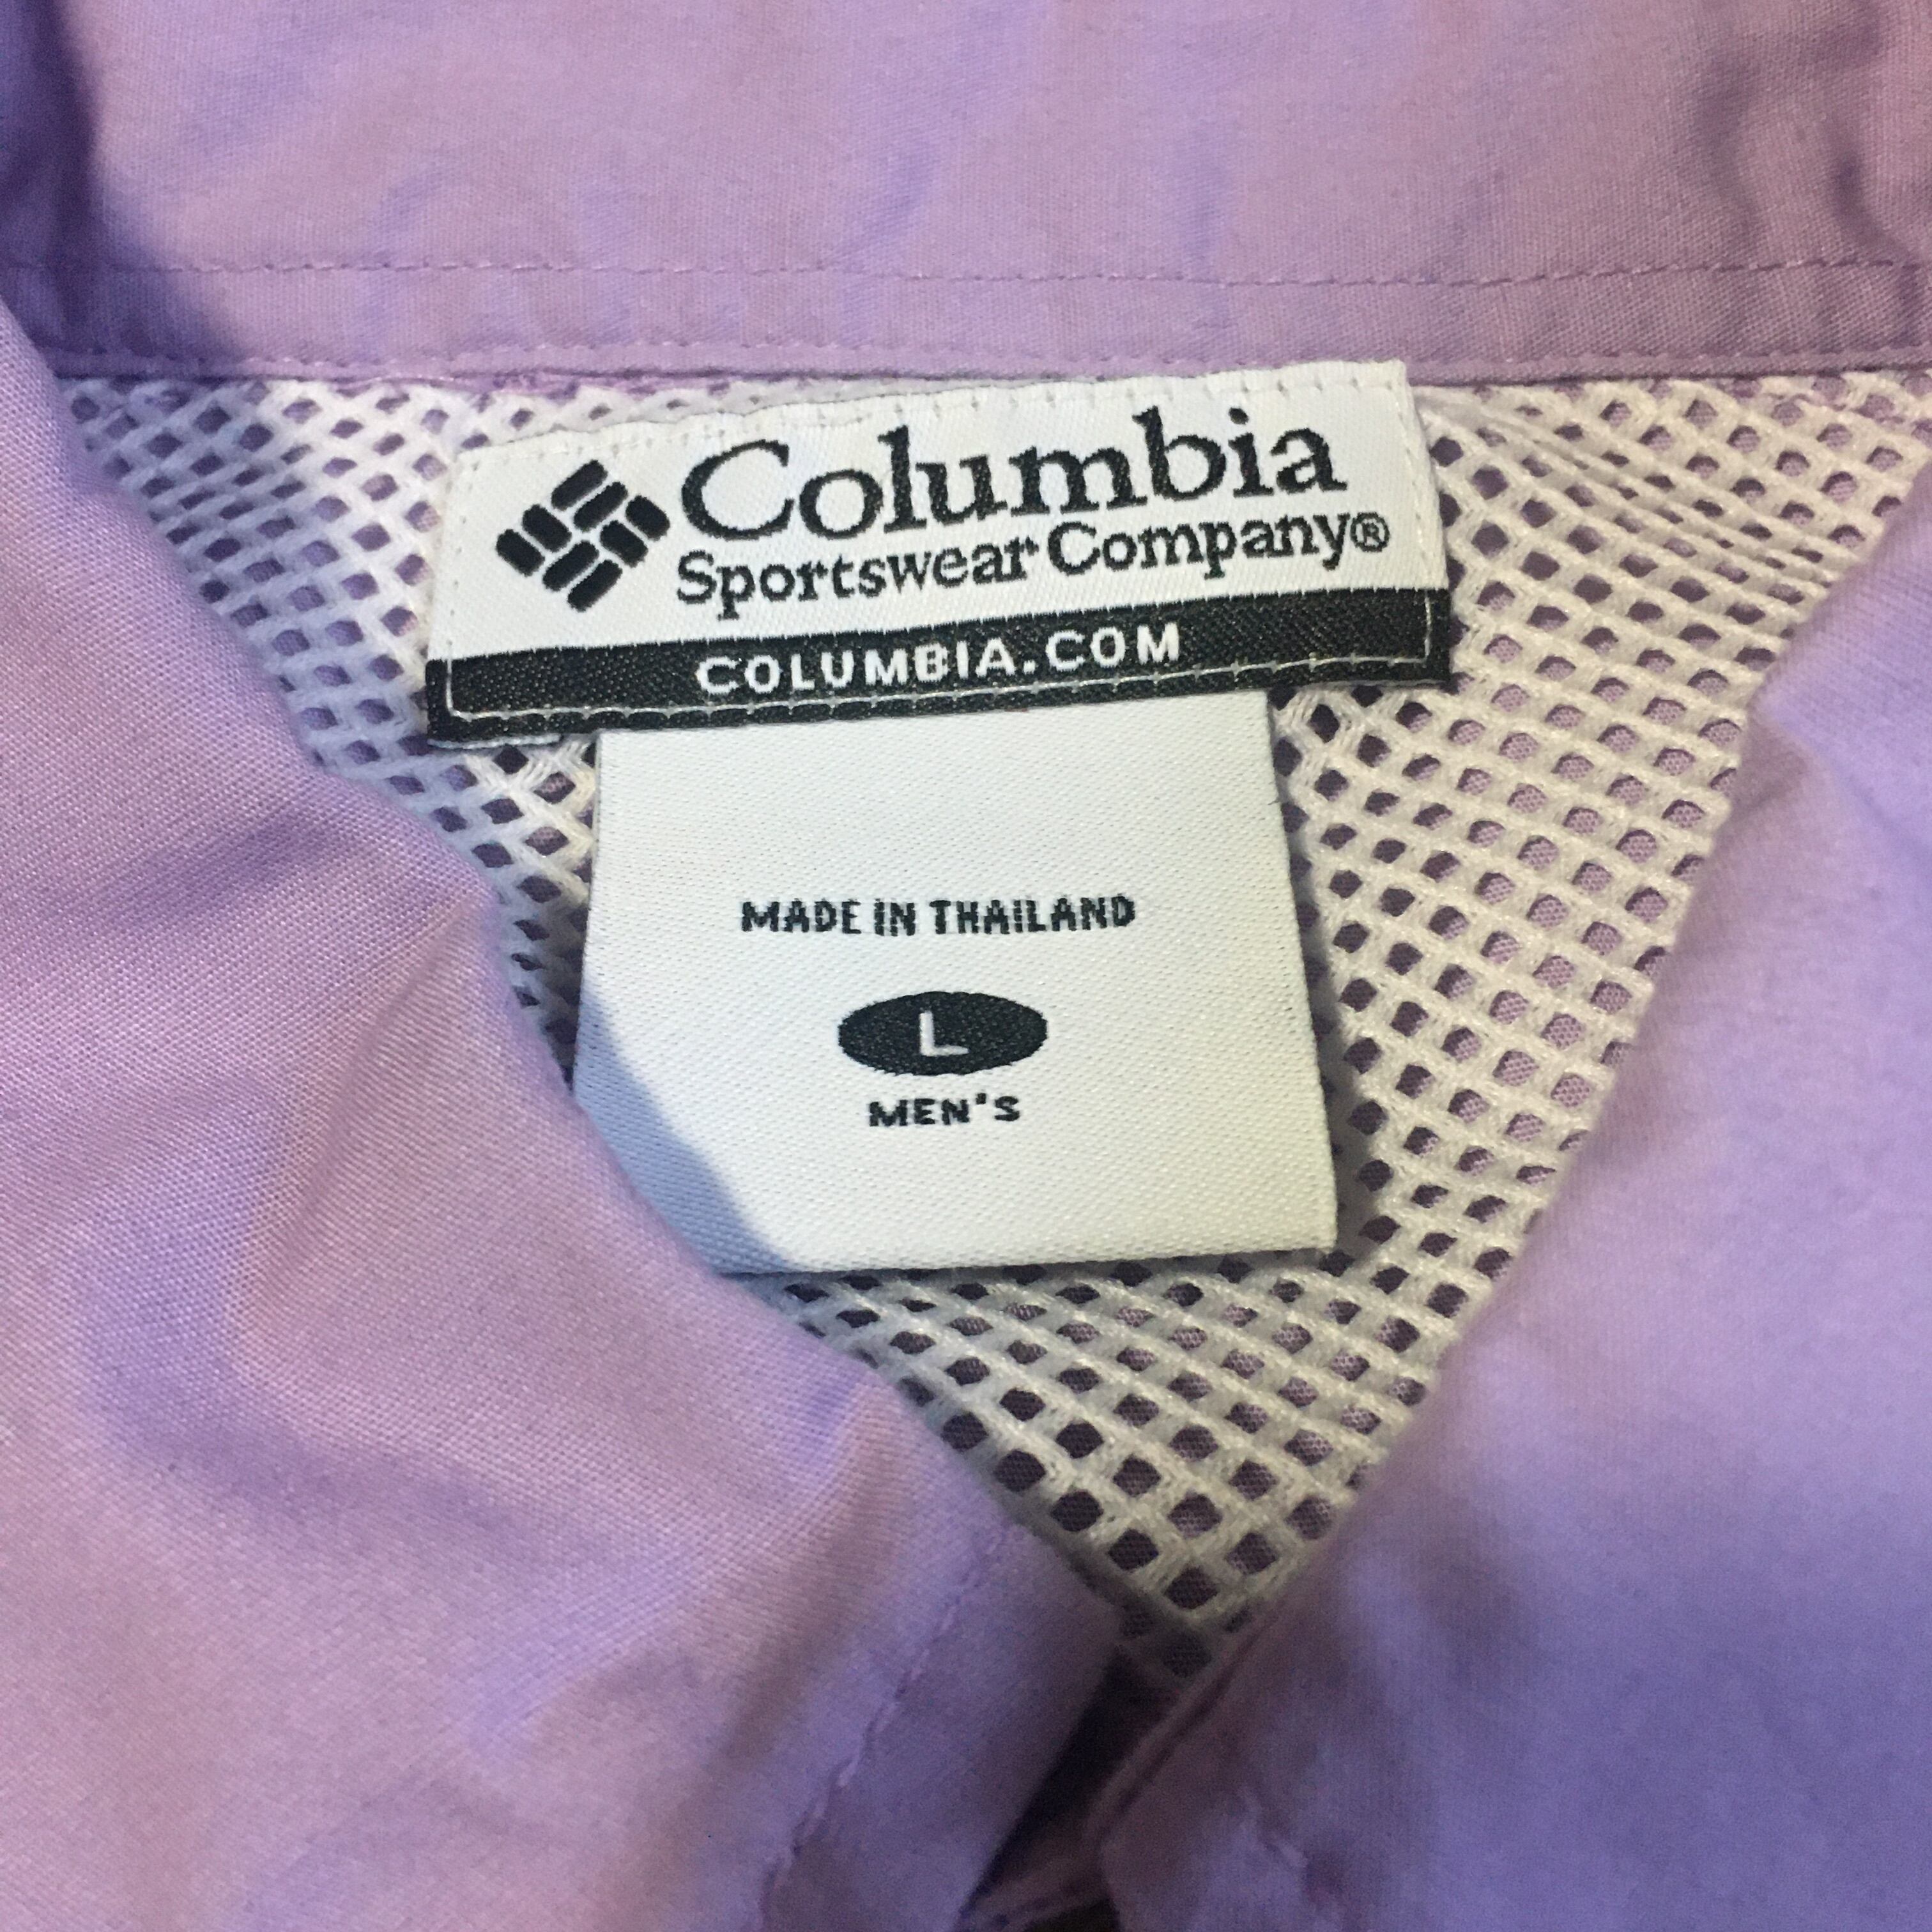 Columbia
Sportswear Company®
COLUMBIA.COM
MADE IN THAILAND
L
MEN'S